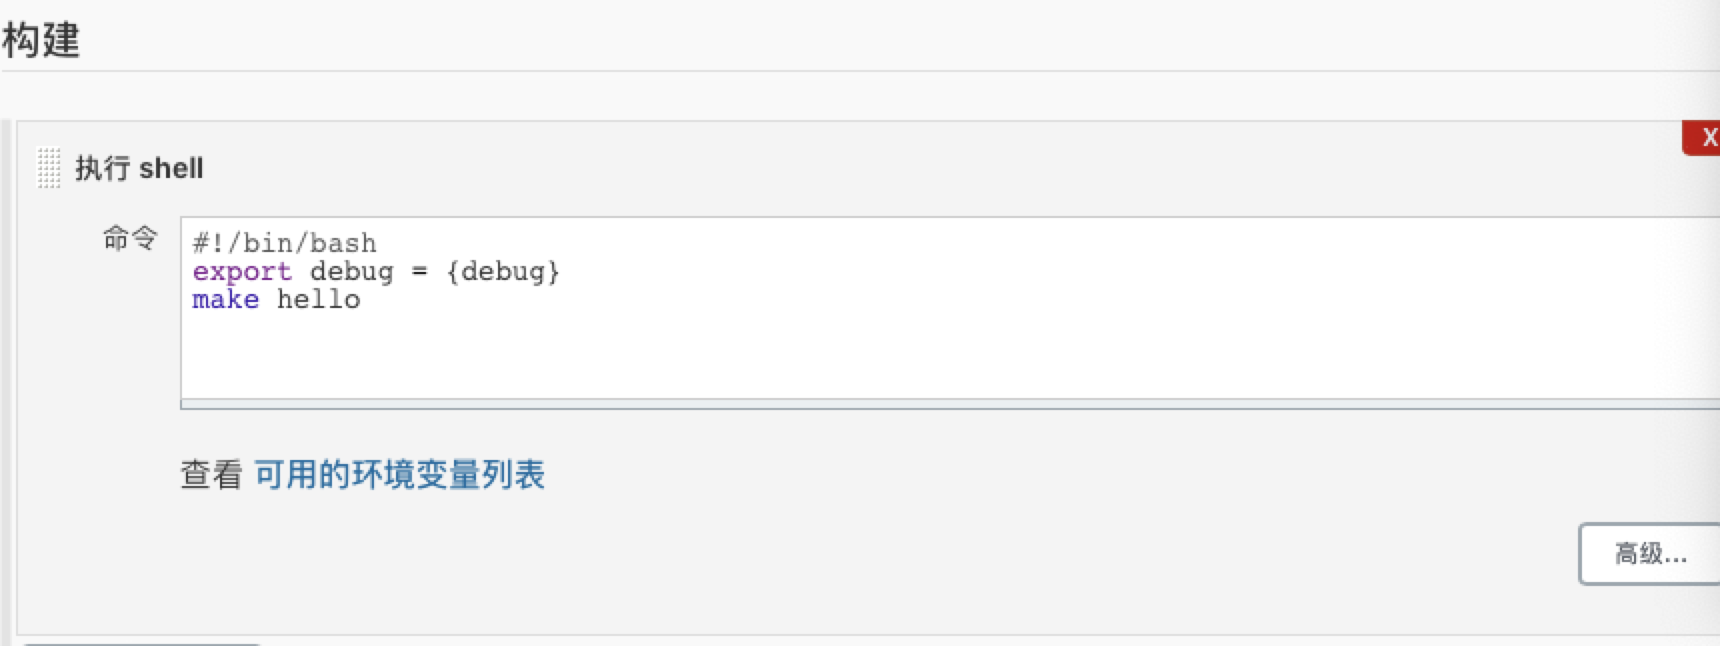 构建
X
执行 shell
命令
#!/bin/bash
export debug = {debug}
make hello
查看 可用的环境变量列表
高级...